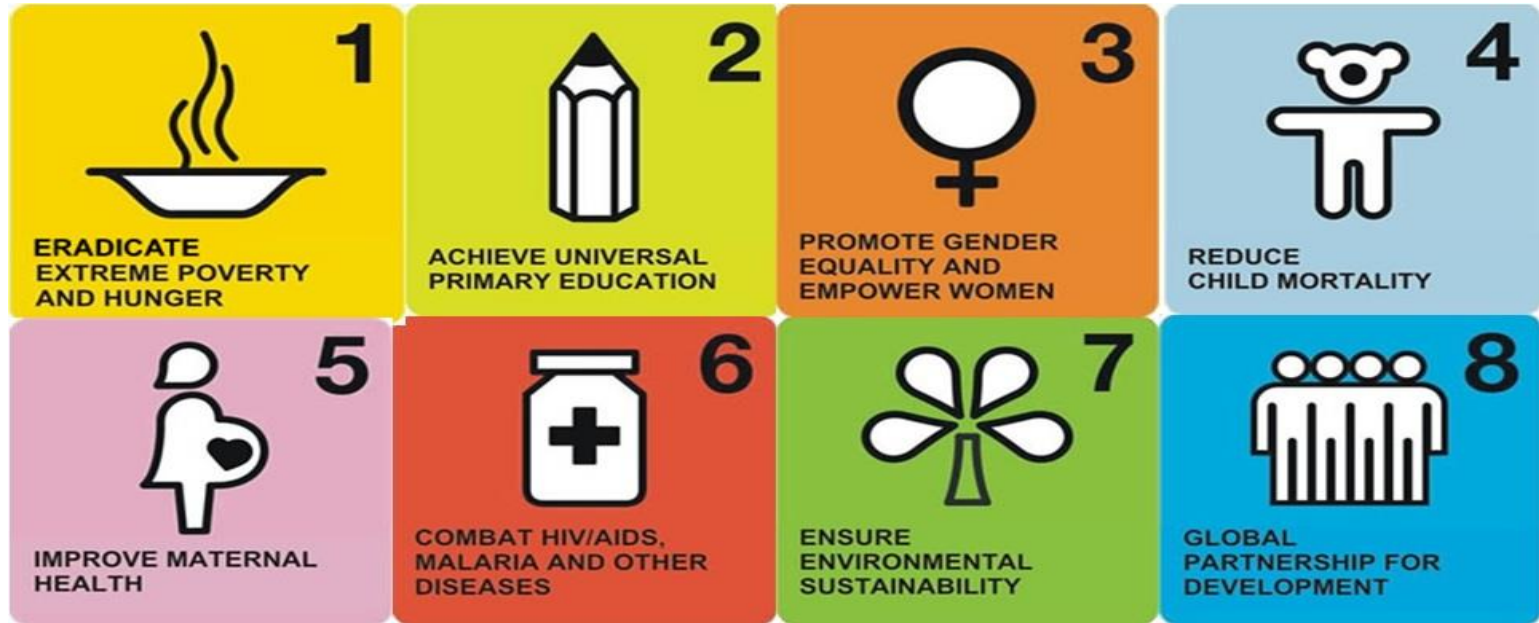 1
ERADICATE
EXTREME POVERTY
AND HUNGER
2
ACHIEVE UNIVERSAL
PRIMARY EDUCATION
3
PROMOTE GENDER
EQUALITY AND
EMPOWER WOMEN
4
REDUCE
CHILD MORTALITY
5
IMPROVE MATERNAL
HEALTH
6
COMBAT HIV/AIDS,
MALARIA AND OTHER
DISEASES
7
ENSURE
ENVIRONMENTAL
SUSTAINABILITY
8
GLOBAL
PARTNERSHIP FOR
DEVELOPMENT